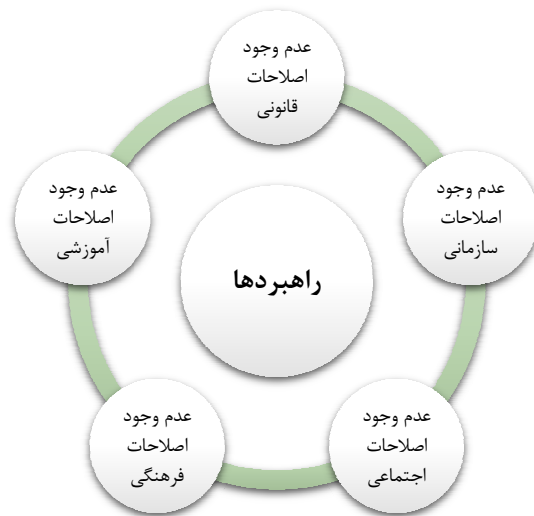 عدم وجود
اصلاحات
قانونی
عدم وجود
اصلاحات
سازمانی
عدم وجود
اصلاحات
اجتماعی
عدم وجود
اصلاحات
فرهنگی
عدم وجود
اصلاحات
آموزشی
راهبردها